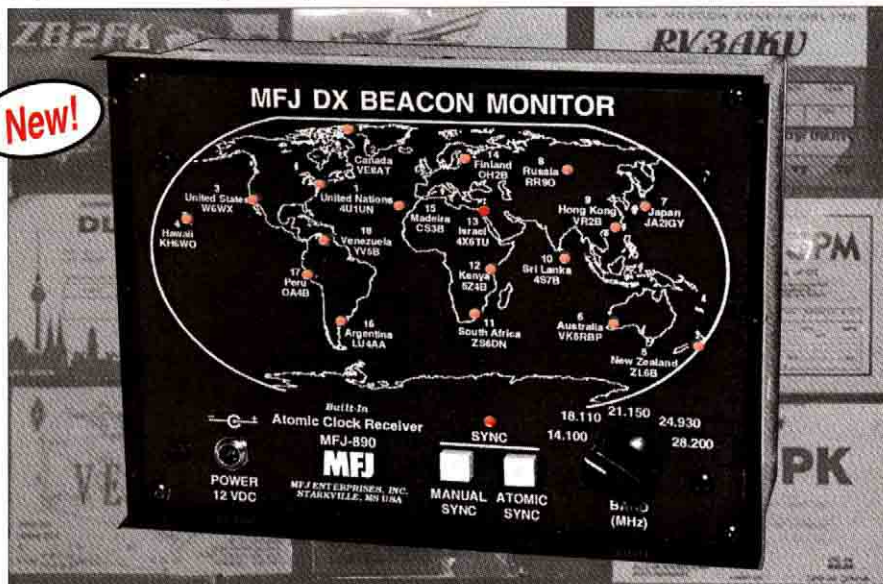 ZB2FK
RV3AKU
New!
MFJ DX BEACON MONITOR
2
Canada
VE8AT
14
Finland
OH2B
8
Russia
RR9O
3
United States
W6WX
1
United Nations
4U1UN
15
Madeira
CS3B
13
Israel
4X6TU
9
Hong Kong
VR2B
7
Japan
JA2IGY
4
Hawaii
KH6WO
18
Venezuela
YV5B
10
Sri Lanka
4S7B
12
Kenya
5Z4B
17
Peru
OA4B
6
Australia
VK6RBP
16
Argentina
LU4AA
11
South Africa
ZS6DN
5
New Zealand
ZL6B
Built-In
Atomic Clock Receiver
MFJ-890
MFJ
MFJ ENTERPRISES, INC.
STARKVILLE, MS USA
POWER
12 VDC
SYNC
MANUAL
SYNC
ATOMIC
SYNC
14.100
18.110
21.150
24.930
28.200
BAND
(MHz)
PM
PK